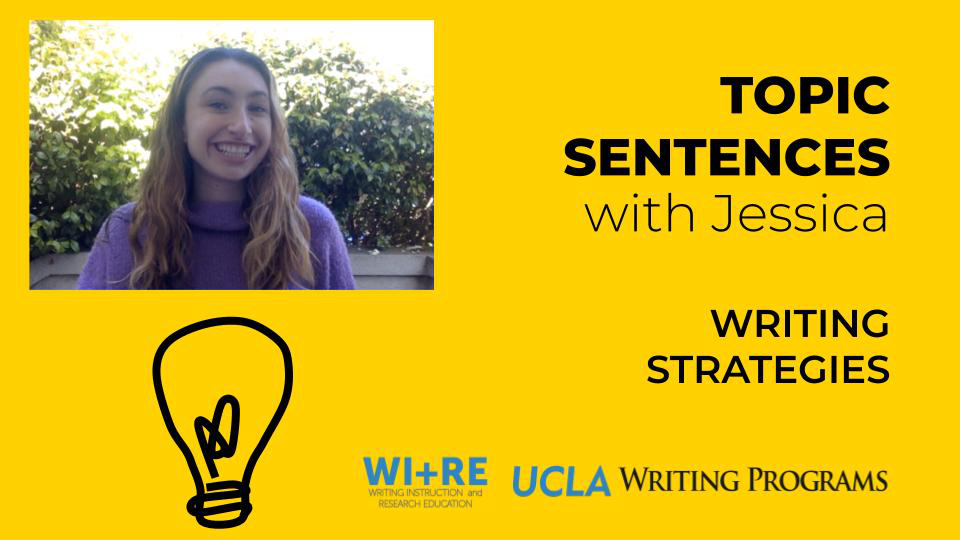 TOPIC
SENTENCES
with Jessica
WRITING
STRATEGIES
WI+RE
WRITING INSTRUCTION and
RESEARCH EDUCATION
UCLA WRITING PROGRAMS